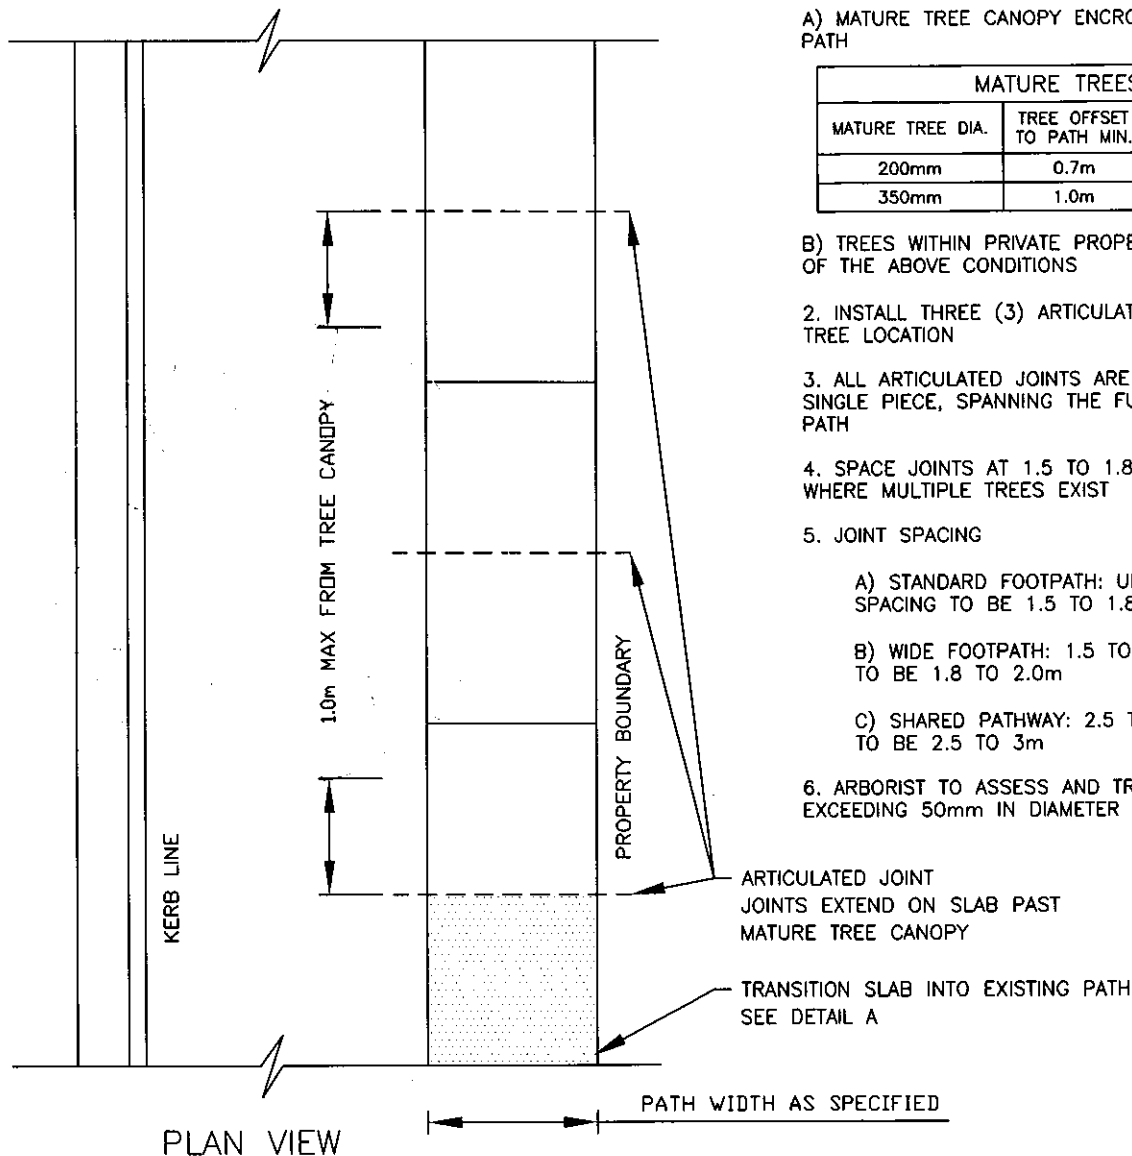 A) MATURE TREE CANOPY ENCRO
PATH
MATURE TREES
MATURE TREE DIA.
TREE OFFSET
TO PATH MIN.
200mm
0.7m
350mm
1.0m
B) TREES WITHIN PRIVATE PROPE
OF THE ABOVE CONDITIONS
2. INSTALL THREE (3) ARTICULAT
TREE LOCATION
3. ALL ARTICULATED JOINTS ARE
SINGLE PIECE, SPANNING THE FU
PATH
4. SPACE JOINTS AT 1.5 TO 1.8
WHERE MULTIPLE TREES EXIST
5. JOINT SPACING
A) STANDARD FOOTPATH: U
SPACING TO BE 1.5 TO 1.8
B) WIDE FOOTPATH: 1.5 TO
TO BE 1.8 TO 2.0m
C) SHARED PATHWAY: 2.5 T
TO BE 2.5 TO 3m
6. ARBORIST TO ASSESS AND TR
EXCEEDING 50mm IN DIAMETER
1.0m MAX FROM TREE CANOPY
PROPERTY BOUNDARY
KERB LINE
ARTICULATED JOINT
JOINTS EXTEND ON SLAB PAST
MATURE TREE CANOPY
TRANSITION SLAB INTO EXISTING PATH
SEE DETAIL A
PATH WIDTH AS SPECIFIED
PLAN VIEW